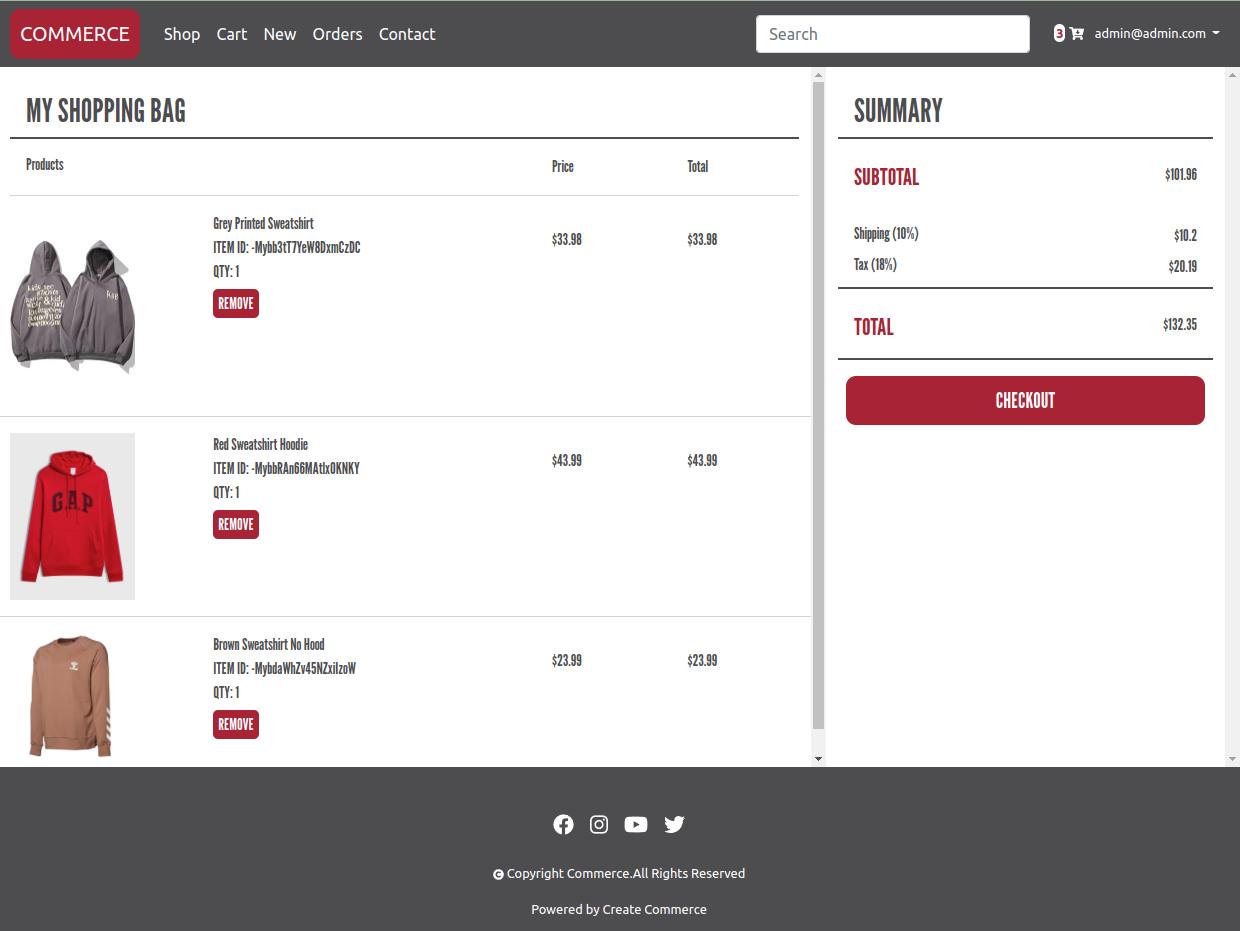 COMMERCE Shop Cart New Orders Contact Search 3 admin@admin.com
MY SHOPPING BAG
Products Price Total
Grey Printed Sweatshirt
ITEM ID: -Mybb3tT7YeW8DxmCzDC
QTY: 1
REMOVE
$33.98 $33.98
Red Sweatshirt Hoodie
ITEM ID: -MybbRAn66MAtIx0KNKY
QTY: 1
REMOVE
$43.99 $43.99
GAP
Brown Sweatshirt No Hood
ITEM ID: -MybdaWhZv45NZxiIzoW
QTY: 1
REMOVE
$23.99 $23.99
SUMMARY
SUBTOTAL $101.96
Shipping (10%) $10.2
Tax (18%) $20.19
TOTAL $132.35
CHECKOUT
© Copyright Commerce.All Rights Reserved
Powered by Create Commerce